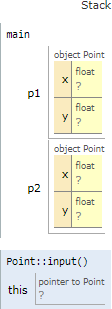 Stack
main
object Point
float
x
?
p1
float
y
?
object Point
float
x
?
p2
float
y
?
Point::input()
pointer to Point
this
?